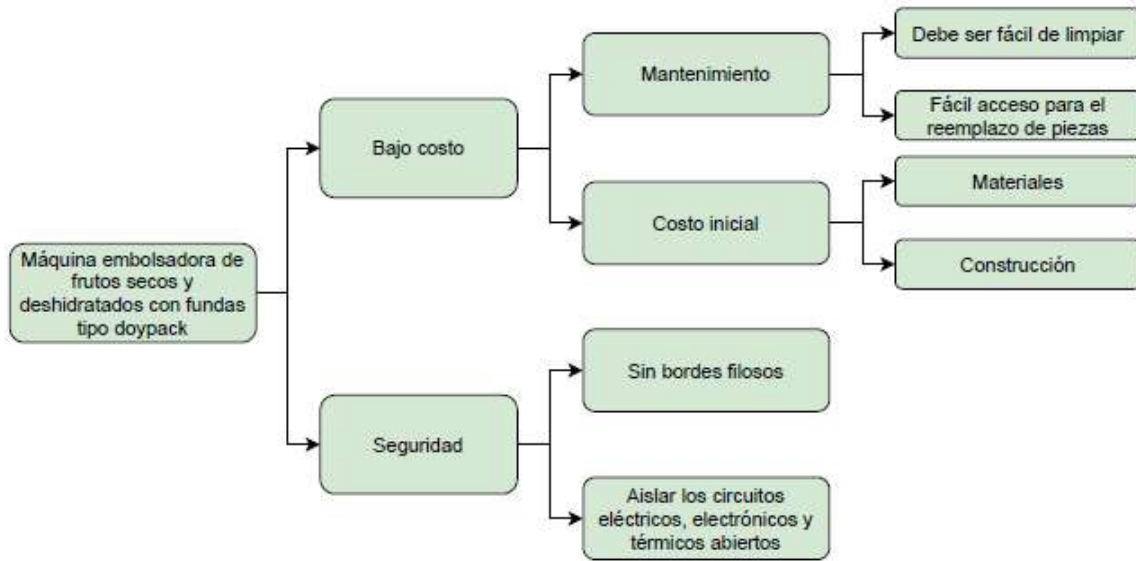 Debe ser fácil de limpiar
Mantenimiento
Fácil acceso para el
reemplazo de piezas
Bajo costo
Materiales
Costo inicial
Construcción
Máquina embolsadora de
frutos secos y
deshidratados con fundas
tipo doypack
Sin bordes filosos
Seguridad
Aislar los circuitos
eléctricos, electrónicos y
térmicos abiertos